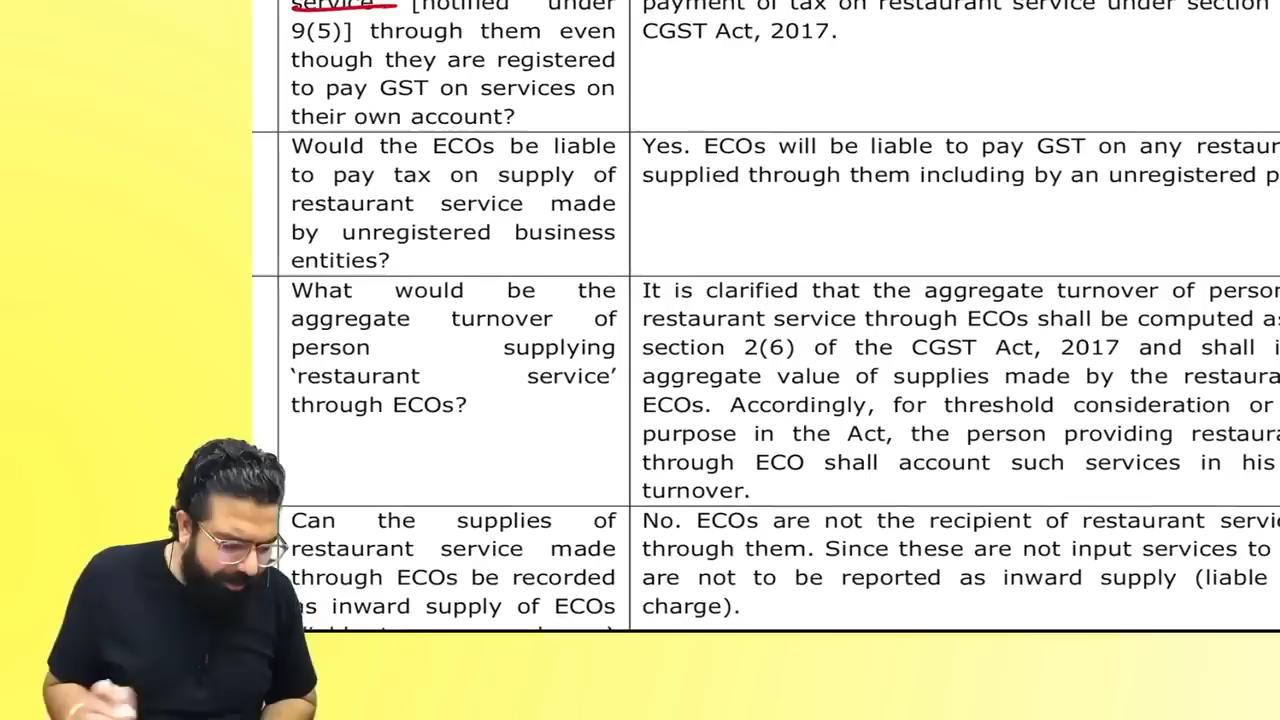 service [notified under
9(5)] through them even
though they are registered
to pay GST on services on
their own account?
payment of tax on restaurant service under section
CGST Act, 2017.
Would the ECOs be liable
to pay tax on supply of
restaurant service made
by unregistered business
entities?
Yes. ECOs will be liable to pay GST on any restaur
supplied through them including by an unregistered p
What would be the
aggregate turnover of
person supplying
‘restaurant service’
through ECOs?
It is clarified that the aggregate turnover of person
restaurant service through ECOs shall be computed as
section 2(6) of the CGST Act, 2017 and shall i
aggregate value of supplies made by the restaura
ECOs. Accordingly, for threshold consideration or
purpose in the Act, the person providing restaura
through ECO shall account such services in his
turnover.
Can the supplies of
restaurant service made
through ECOs be recorded
as inward supply of ECOs
No. ECOs are not the recipient of restaurant servi
through them. Since these are not input services to
are not to be reported as inward supply (liable
charge).